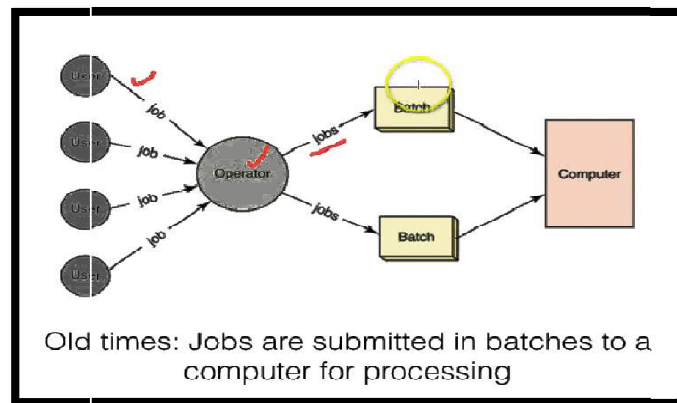 User
job
User
job
User
job
User
job
Operator
jobs
jobs
Batch
Batch
Computer
Old times: Jobs are submitted in batches to a
computer for processing